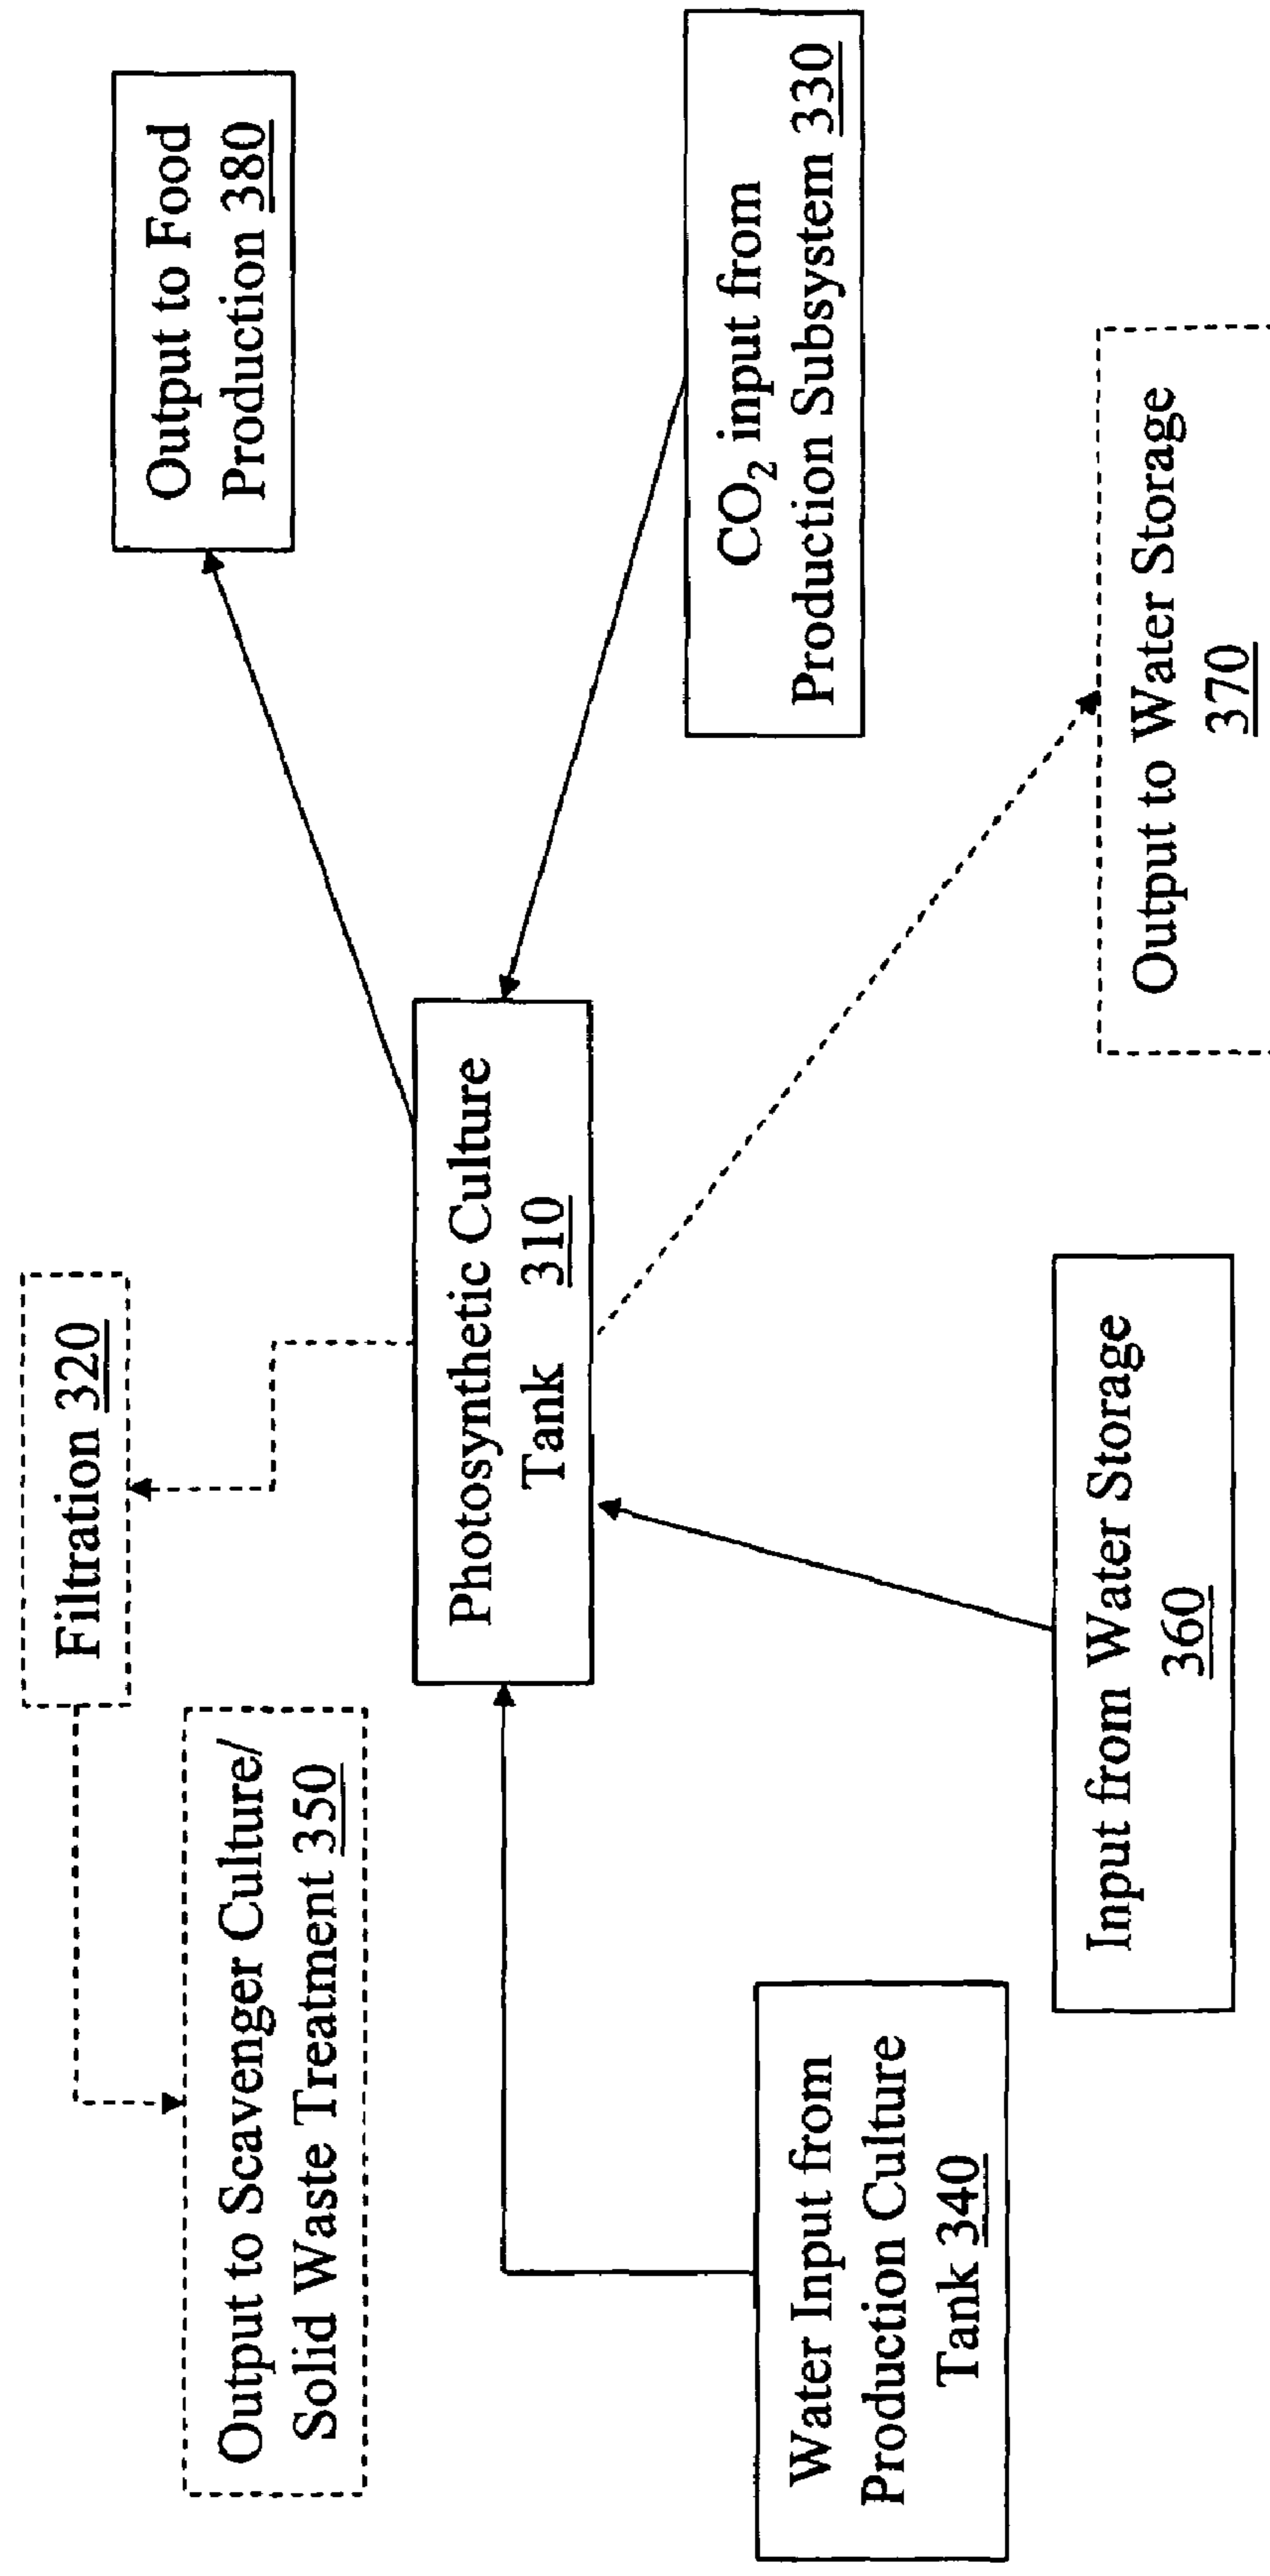 Filtration 320
Output to Scavenger Culture/
Solid Waste Treatment 350
Output to Food
Production 380
Photosynthetic Culture
Tank 310
CO₂ input from
Production Subsystem 330
Water Input from
Production Culture
Tank 340
Input from Water Storage
360
Output to Water Storage
370